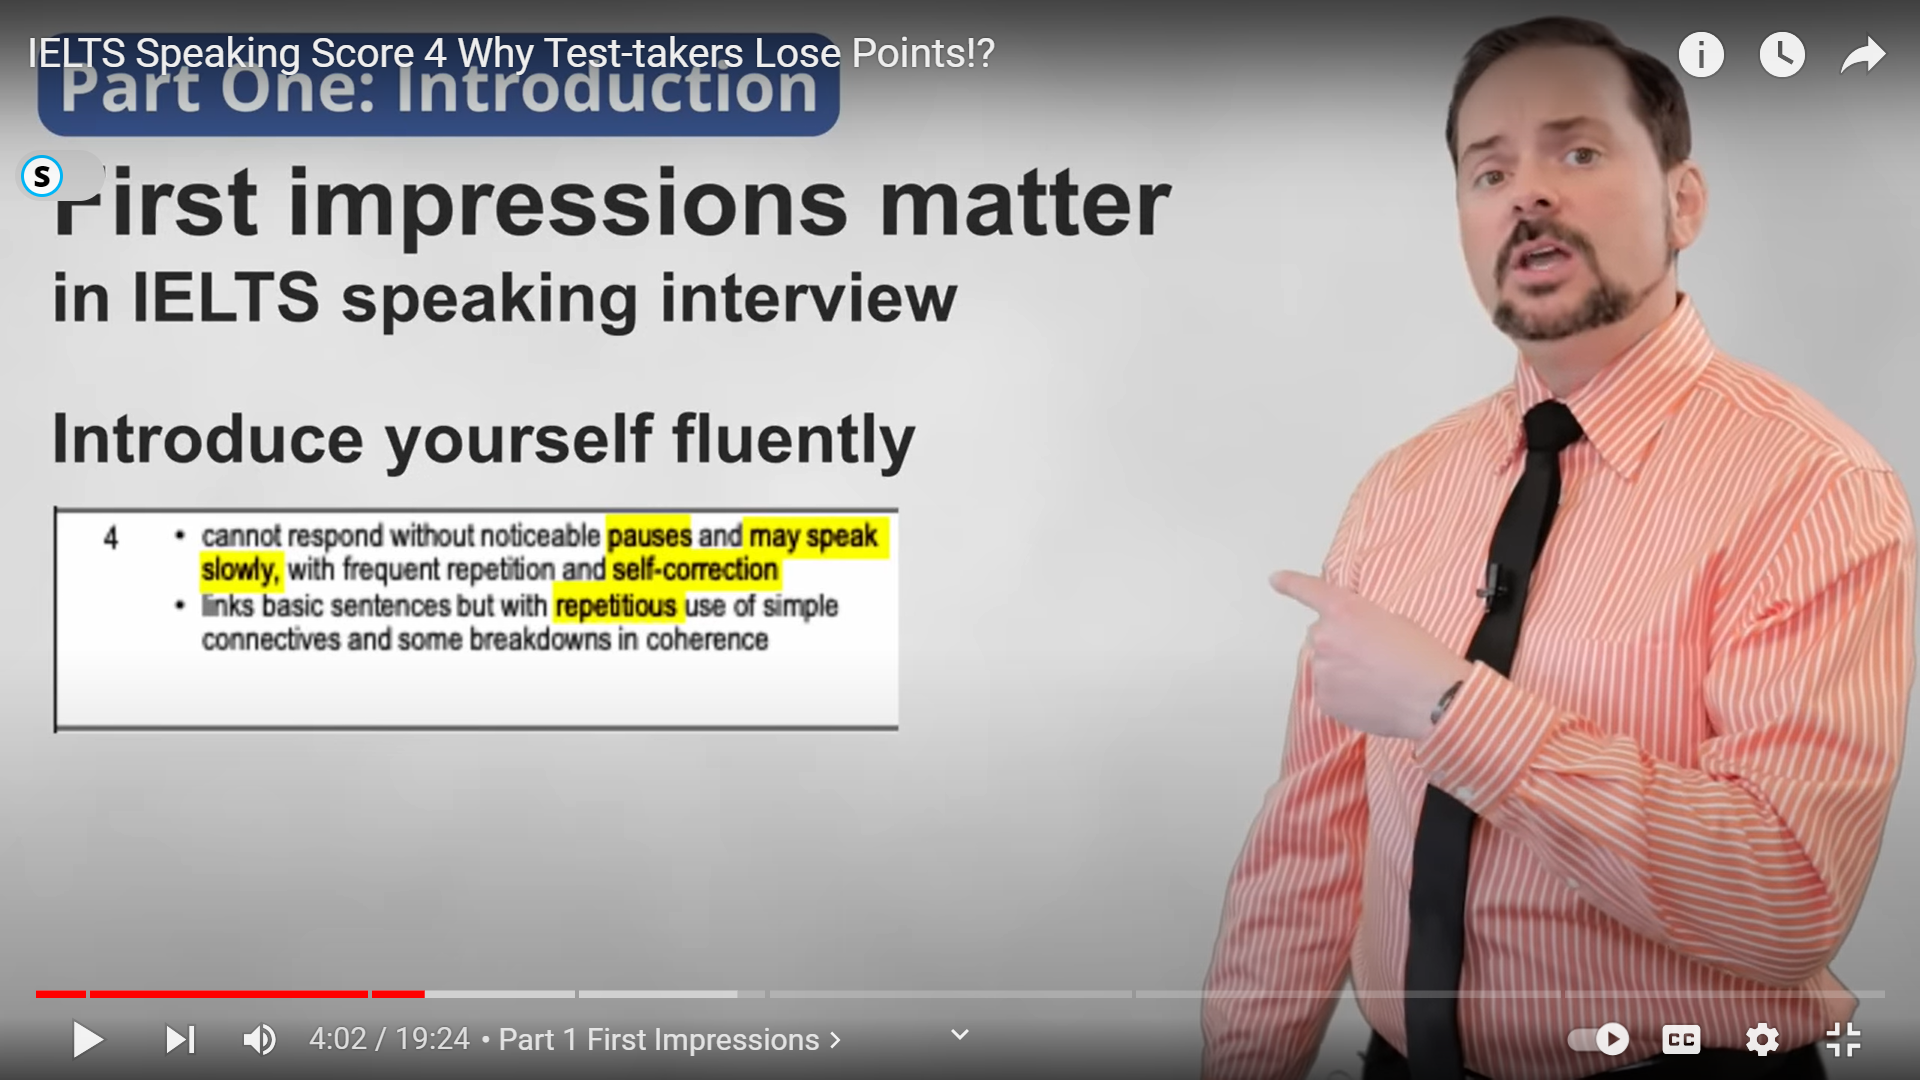 IELTS Speaking Score 4 Why Test-takers Lose Points!?
Part One: Introduction
S
First impressions matter
in IELTS speaking interview
Introduce yourself fluently
4
• cannot respond without noticeable pauses and may speak
slowly, with frequent repetition and self-correction
• links basic sentences but with repetitious use of simple
connectives and some breakdowns in coherence
4:02 / 19:24 • Part 1 First Impressions
CC